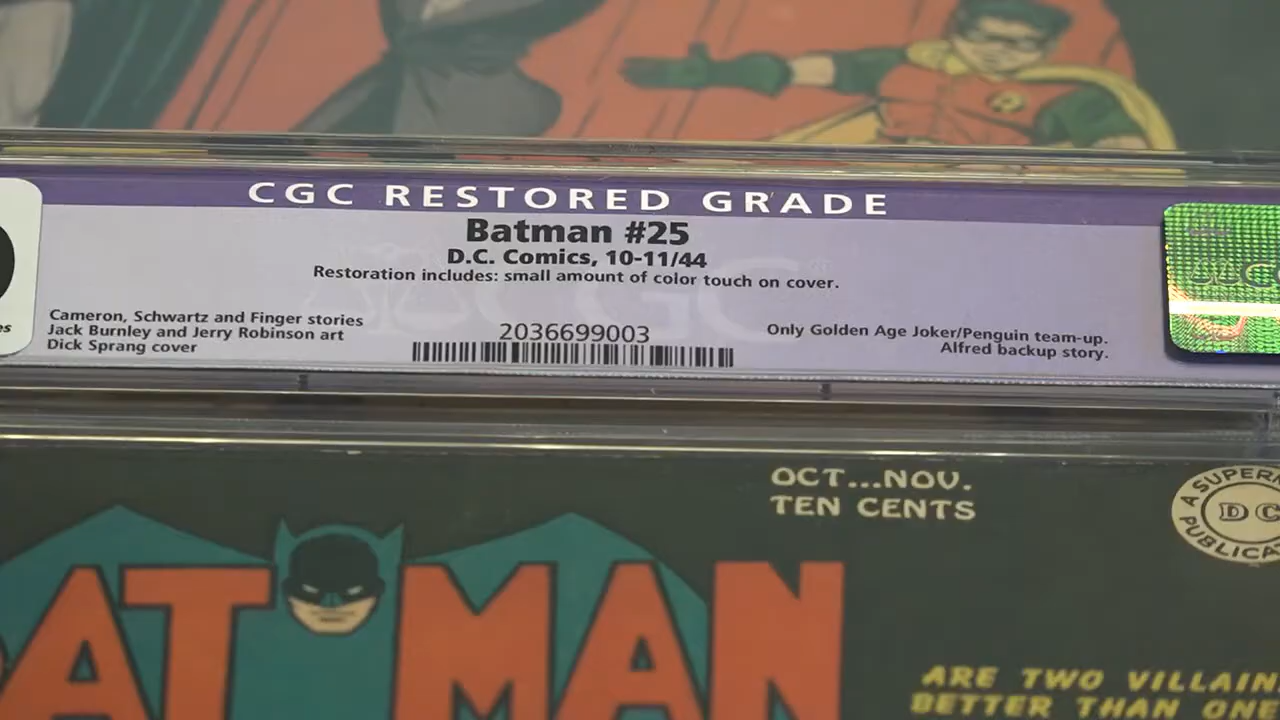 CGC RESTORED GRADE
Batman #25
D.C. Comics, 10-11/44
Restoration includes: small amount of color touch on cover.
Cameron, Schwartz and Finger stories
Jack Burnley and Jerry Robinson art
Dick Sprang cover
2036699003
Only Golden Age Joker/Penguin team-up.
Alfred backup story.
OCT...NOV.
TEN CENTS
DC
BATMAN
ARE TWO VILLAIN
BETTER THAN ONE